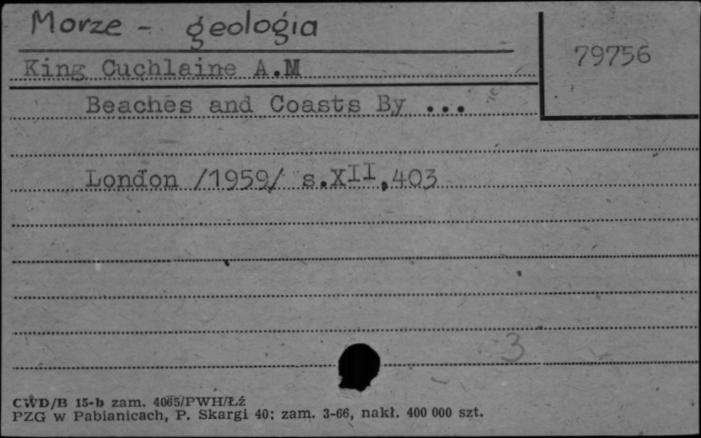 Morze - geologia
79756
King Cuchlaine A.M
Beaches and Coasts By ...
London /1959/ s.XII,403
3
CWD/B 15-b zam. 4065/PWH/Łż
PZG w Pabianicach, P. Skargi 40; zam. 3-66, nakł. 400 000 szt.